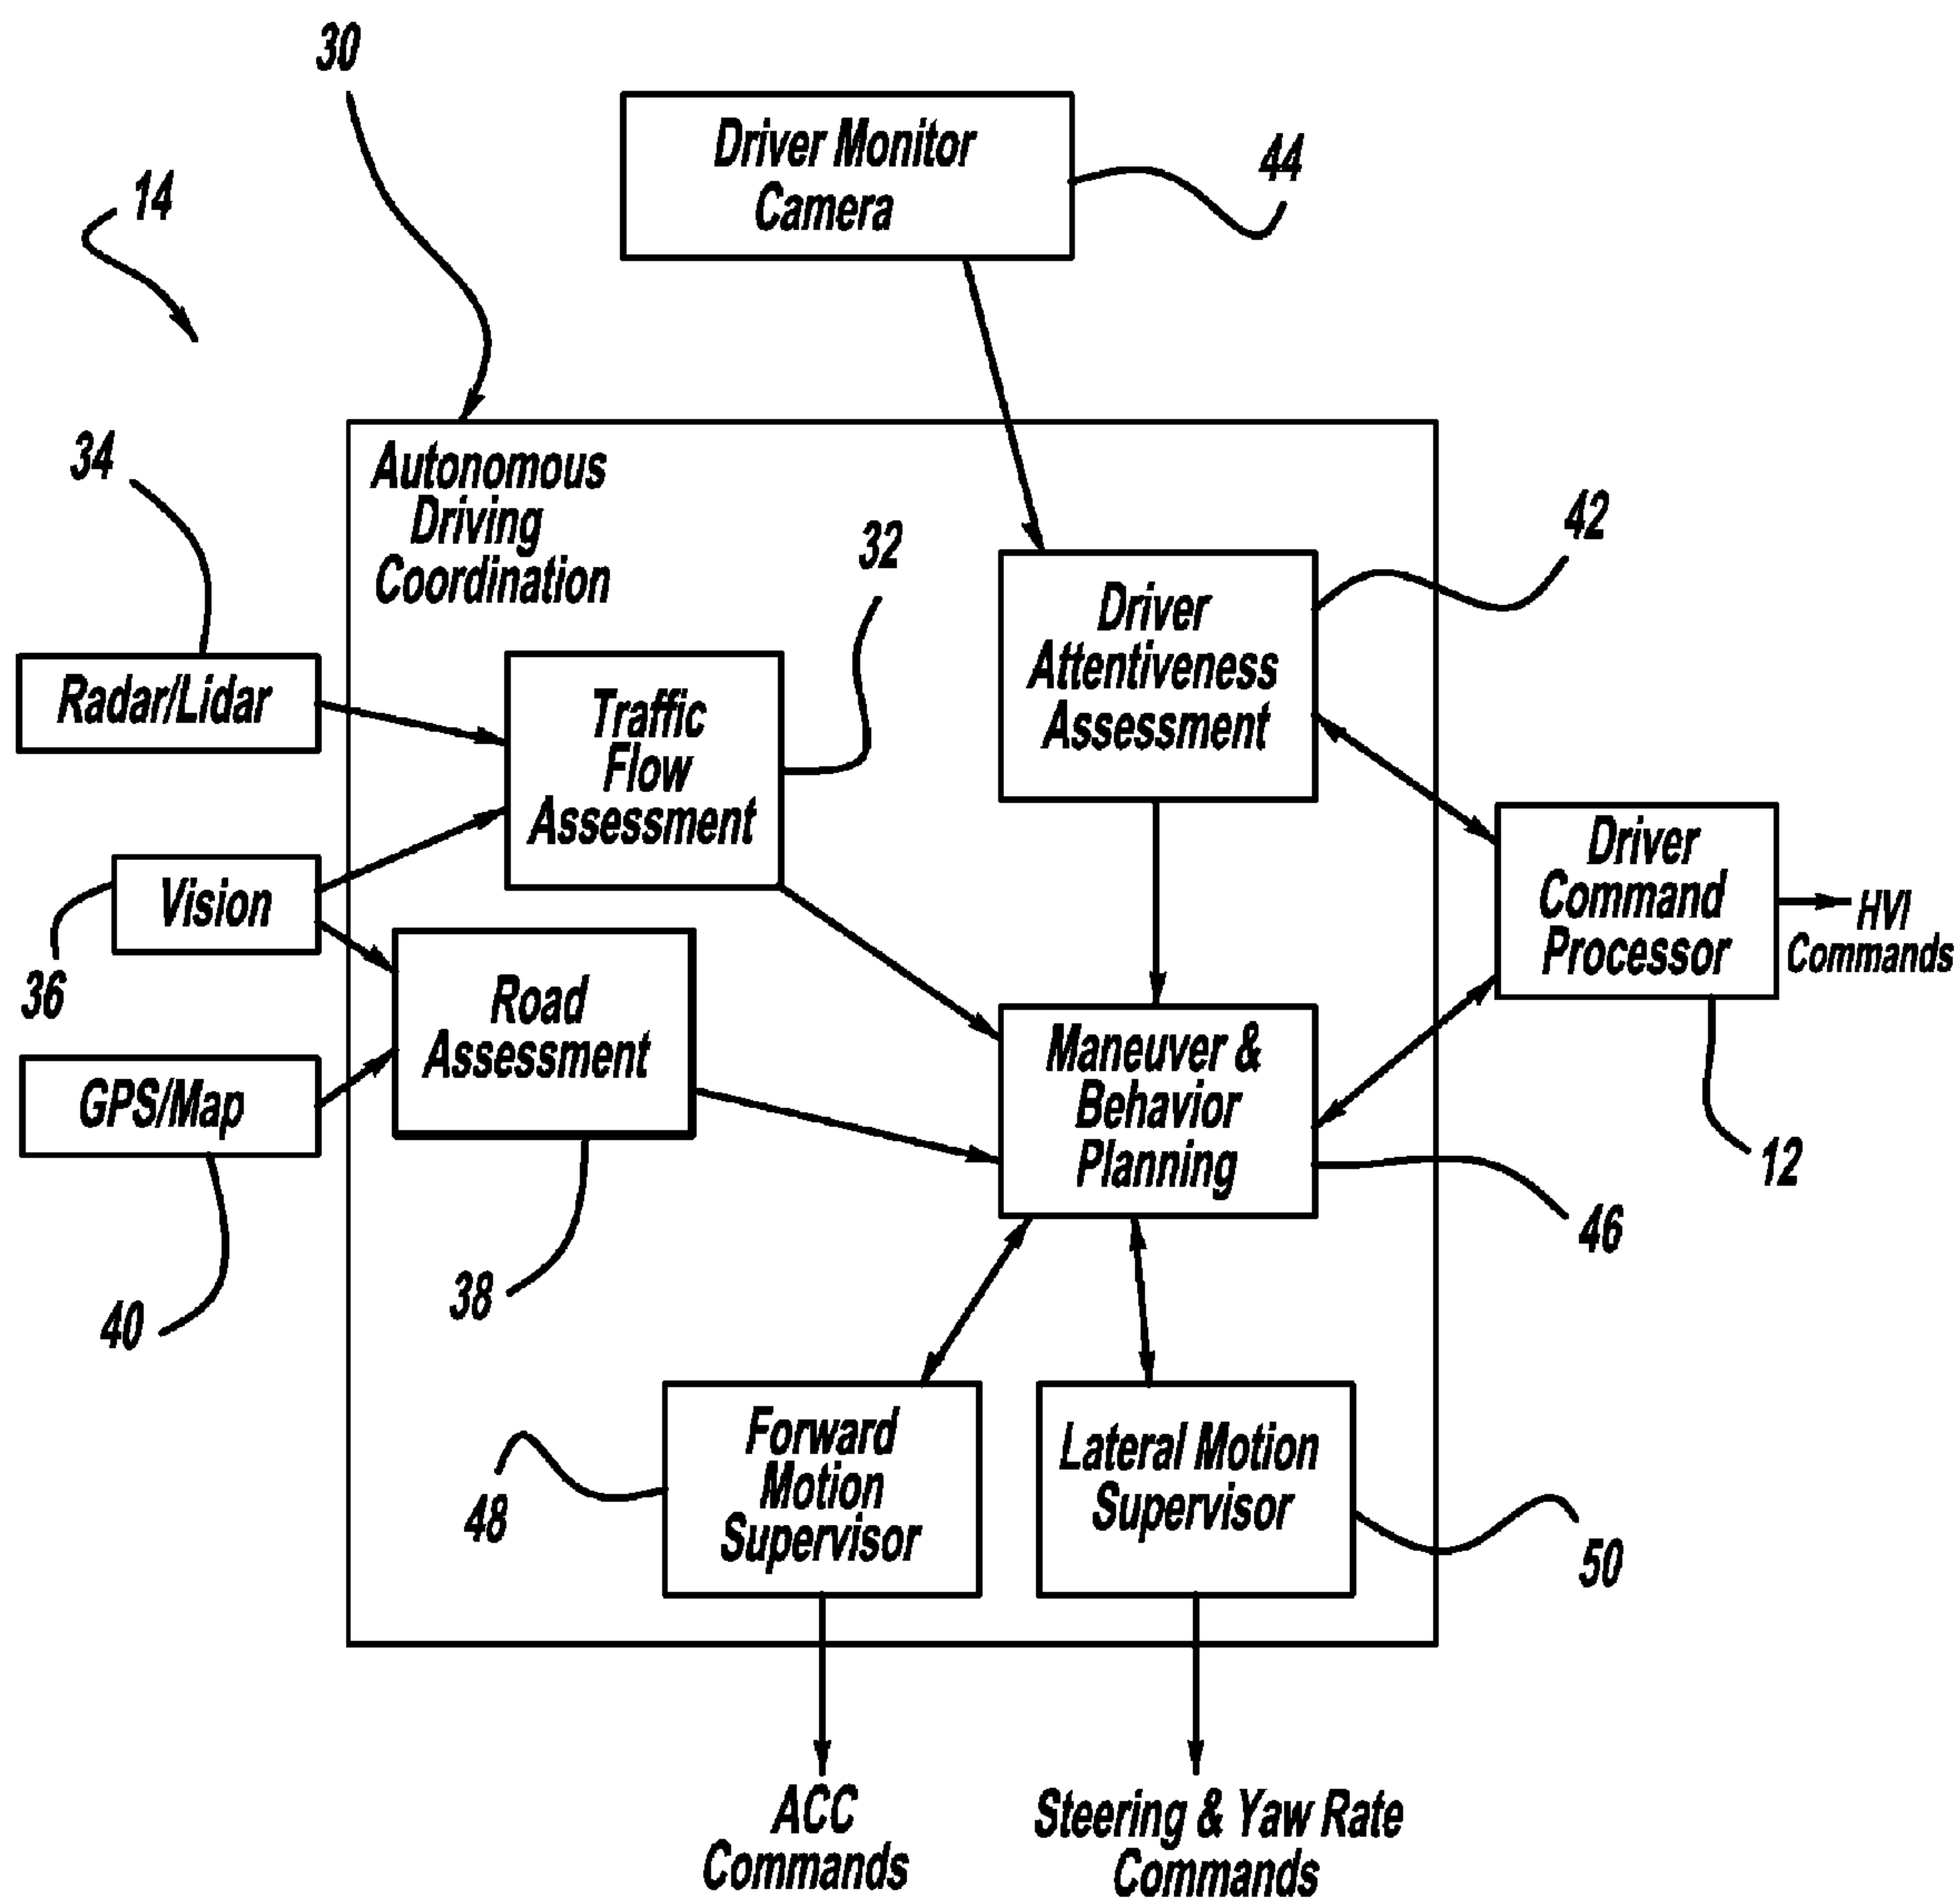 30
Driver Monitor
Camera
44
14
34
Autonomous
Driving
Coordination
32
42
Radar/Lidar
Traffic
Flow
Assessment
Driver
Attentiveness
Assessment
Vision
36
Driver
Command
Processor
HVI
Commands
Road
Assessment
GPS/Map
Maneuver &
Behavior
Planning
12
46
40
38
Forward
Motion
Supervisor
48
Lateral Motion
Supervisor
50
ACC
Commands
Steering & Yaw Rate
Commands